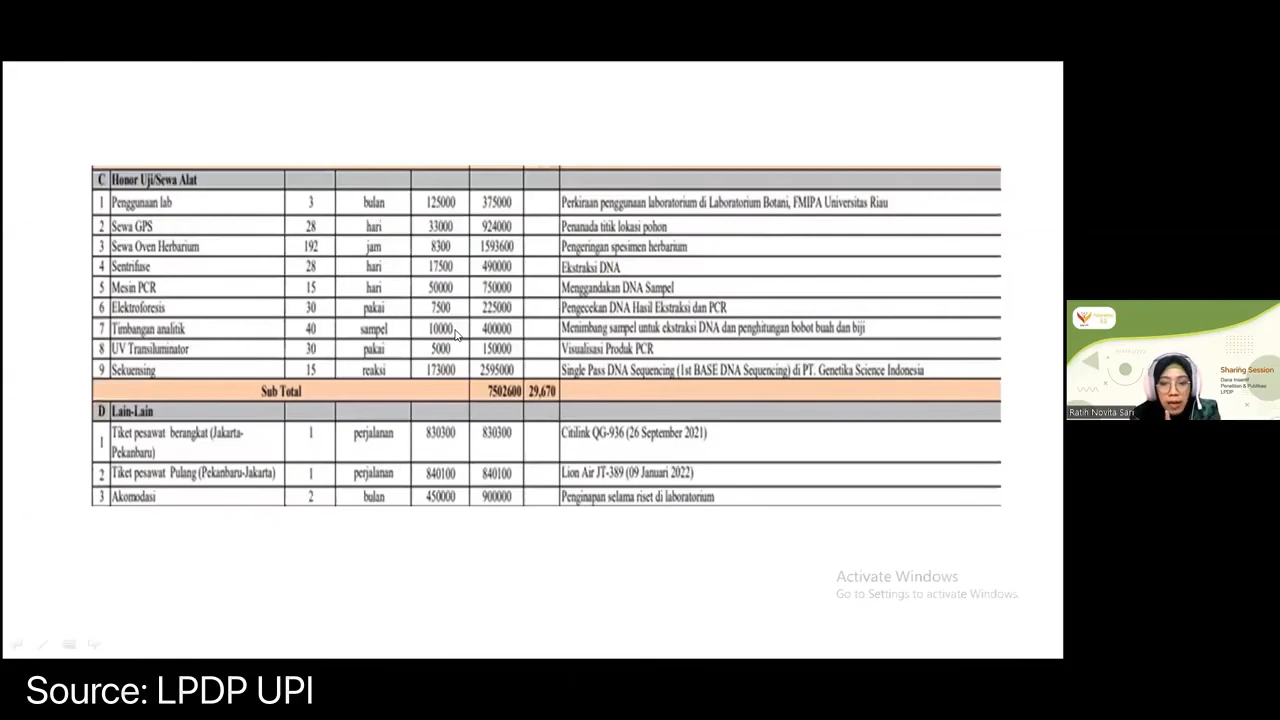 C Honor Uji/Sewa Alat
1 Penggunaan lab 3 bulan 125000 375000 Perkiraan penggunaan laboratorium di Laboratorium Botani, FMIPA Universitas Riau
2 Sewa GPS 28 hari 33000 924000 Penanada titik lokasi pohon
3 Sewa Oven Herbarium 192 jam 8300 1593600 Pengeringan spesimen herbarium
4 Sentrifuse 28 hari 17500 490000 Ekstraksi DNA
5 Mesin PCR 15 hari 50000 750000 Menggandakan DNA Sampel
6 Elektroforesis 30 pakai 7500 225000 Pengecekan DNA Hasil Ekstraksi dan PCR
7 Timbangan analitik 40 sampel 10000 400000 Menimbang sampel untuk ekstraksi DNA dan penghitungan bobot buah dan biji
8 UV Transiluminator 30 pakai 5000 150000 Visualisasi Produk PCR
9 Sekuensing 15 reaksi 173000 2595000 Single Pass DNA Sequencing (1st BASE DNA Sequencing) di PT. Genetika Science Indonesia
Sub Total 7502600 29,670
D Lain-Lain
1 Tiket pesawat berangkat (Jakarta- 1 perjalanan 830300 830300 Citilink QG-936 (26 September 2021)
Pekanbaru)
2 Tiket pesawat Pulang (Pekanbaru-Jakarta) 1 perjalanan 840100 840100 Lion Air JT-389 (09 Januari 2022)
3 Akomodasi 2 bulan 450000 900000 Penginapan selama riset di laboratorium
Activate Windows
Go to Settings to activate Windows.
Sharing Session
Dana Insentif
Penelitian & Publikasi
LPDP
Ratih Novita Sari
Source: LPDP UPI